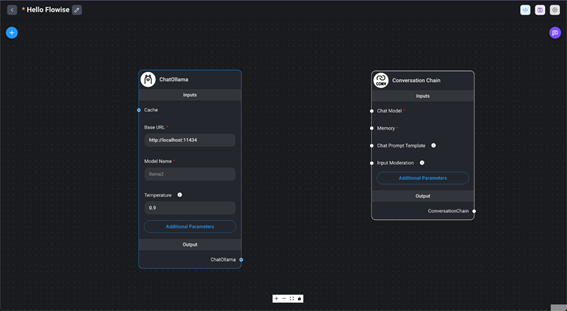 * Hello Flowise
ChatOllama
Inputs
Cache
Base URL *
http://localhost:11434
Model Name *
llama2
Temperature
0.9
Additional Parameters
Output
ChatOllama
Conversation Chain
CONV
Inputs
Chat Model *
Memory *
Chat Prompt Template
Input Moderation
Additional Parameters
Output
ConversationChain